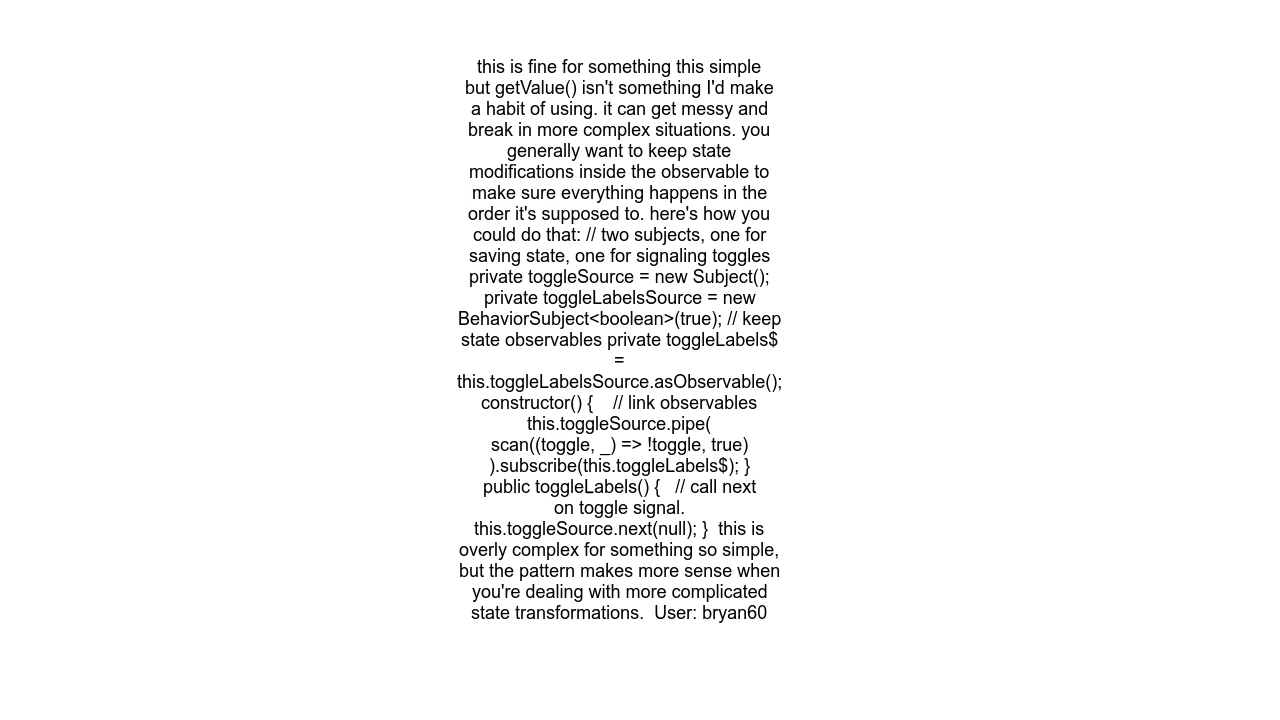 this is fine for something this simple
but getValue() isn't something I'd make
a habit of using. it can get messy and
break in more complex situations. you
generally want to keep state
modifications inside the observable to
make sure everything happens in the
order it's supposed to. here's how you
could do that: // two subjects, one for
saving state, one for signaling toggles
private toggleSource = new Subject();
private toggleLabelsSource = new
BehaviorSubject<boolean>(true); // keep
state observables private toggleLabels$
=
this.toggleLabelsSource.asObservable();
constructor() {    // link observables
this.toggleSource.pipe(
scan((toggle, _) => !toggle, true)
).subscribe(this.toggleLabels$); }
public toggleLabels() {   // call next
on toggle signal.
this.toggleSource.next(null); }  this is
overly complex for something so simple,
but the pattern makes more sense when
you're dealing with more complicated
state transformations.  User: bryan60